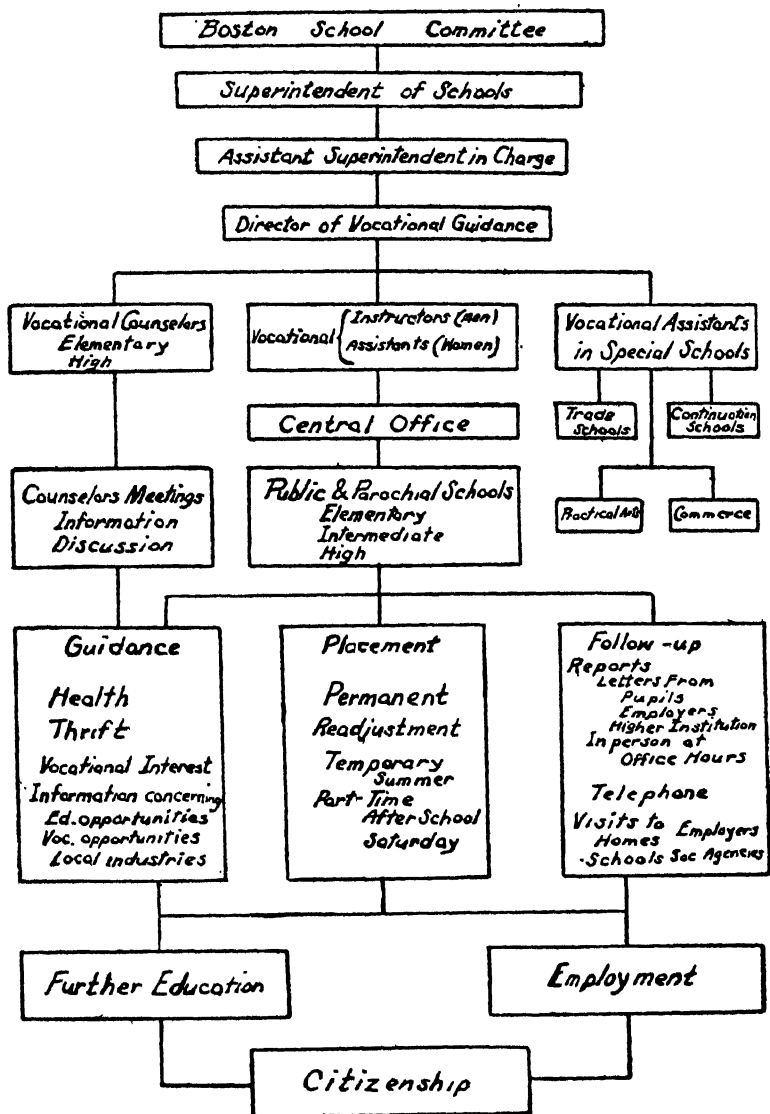 Boston School Committee
Superintendent of Schools
Assistant Superintendent in Charge
Director of Vocational Guidance
Vocational Counselors
Elementary
High
Vocational
Instructors (Men)
Assistants (Women)
Vocational Assistants
in Special Schools
Central Office
Trade
Schools
Continuation
Schools
Counselors Meetings
Information
Discussion
Public & Parochial Schools
Elementary
Intermediate
High
Practical Arts
Commerce
Guidance
Health
Thrift
Vocational Interest
Information concerning
Ed. opportunities
Voc. opportunities
Local industries
Placement
Permanent
Readjustment
Temporary
Summer
Part-Time
After School
Saturday
Follow-up
Reports
Letters From
Pupils
Employers
Higher Institution
In person at
Office Hours
Telephone
Visits to Employers
Homes
Schools Soc Agencies
Further Education
Employment
Citizenship